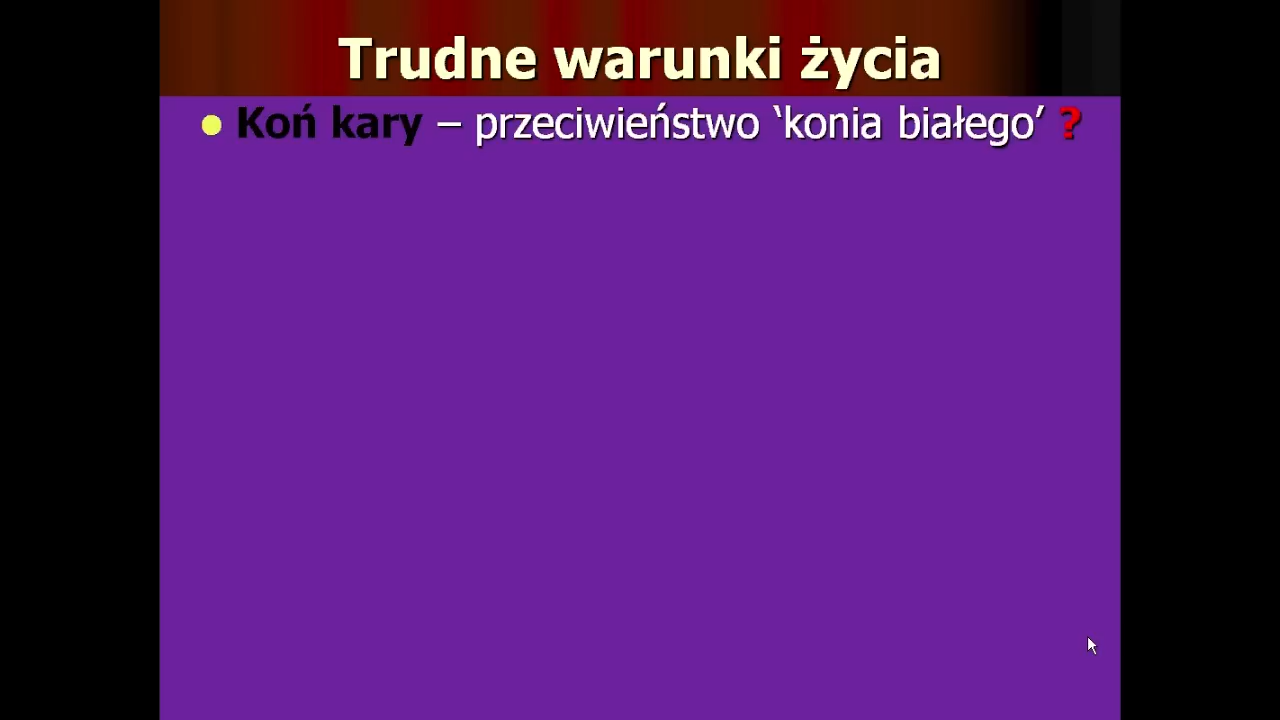 Trudne warunki życia
Koń kary – przeciwieństwo ‘konia białego’ ?